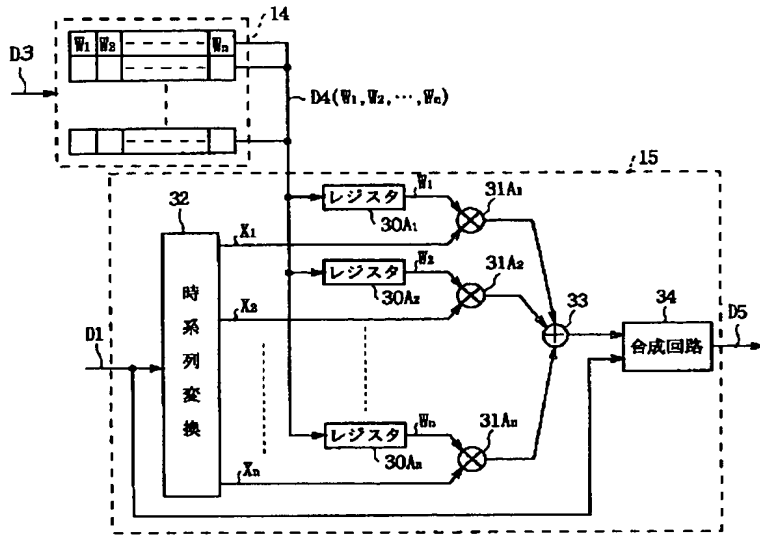 14
W₁ W₂ Wₙ
D3
D4(W₁,W₂,…,Wₙ)
15
32
X₁
レジスタ
W₁
30A₁
31A₁
X₂
レジスタ
W₂
30A₂
31A₂
33
34
合成回路
D5
D1
時系列変換
レジスタ
Wₙ
30Aₙ
31Aₙ
Xₙ